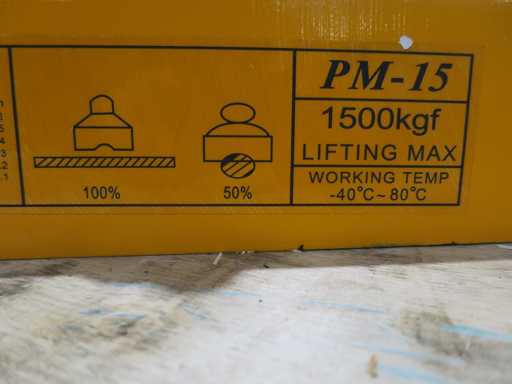 PM-15
1500kgf
LIFTING MAX
WORKING TEMP
-40°C~80°C
100%
50%